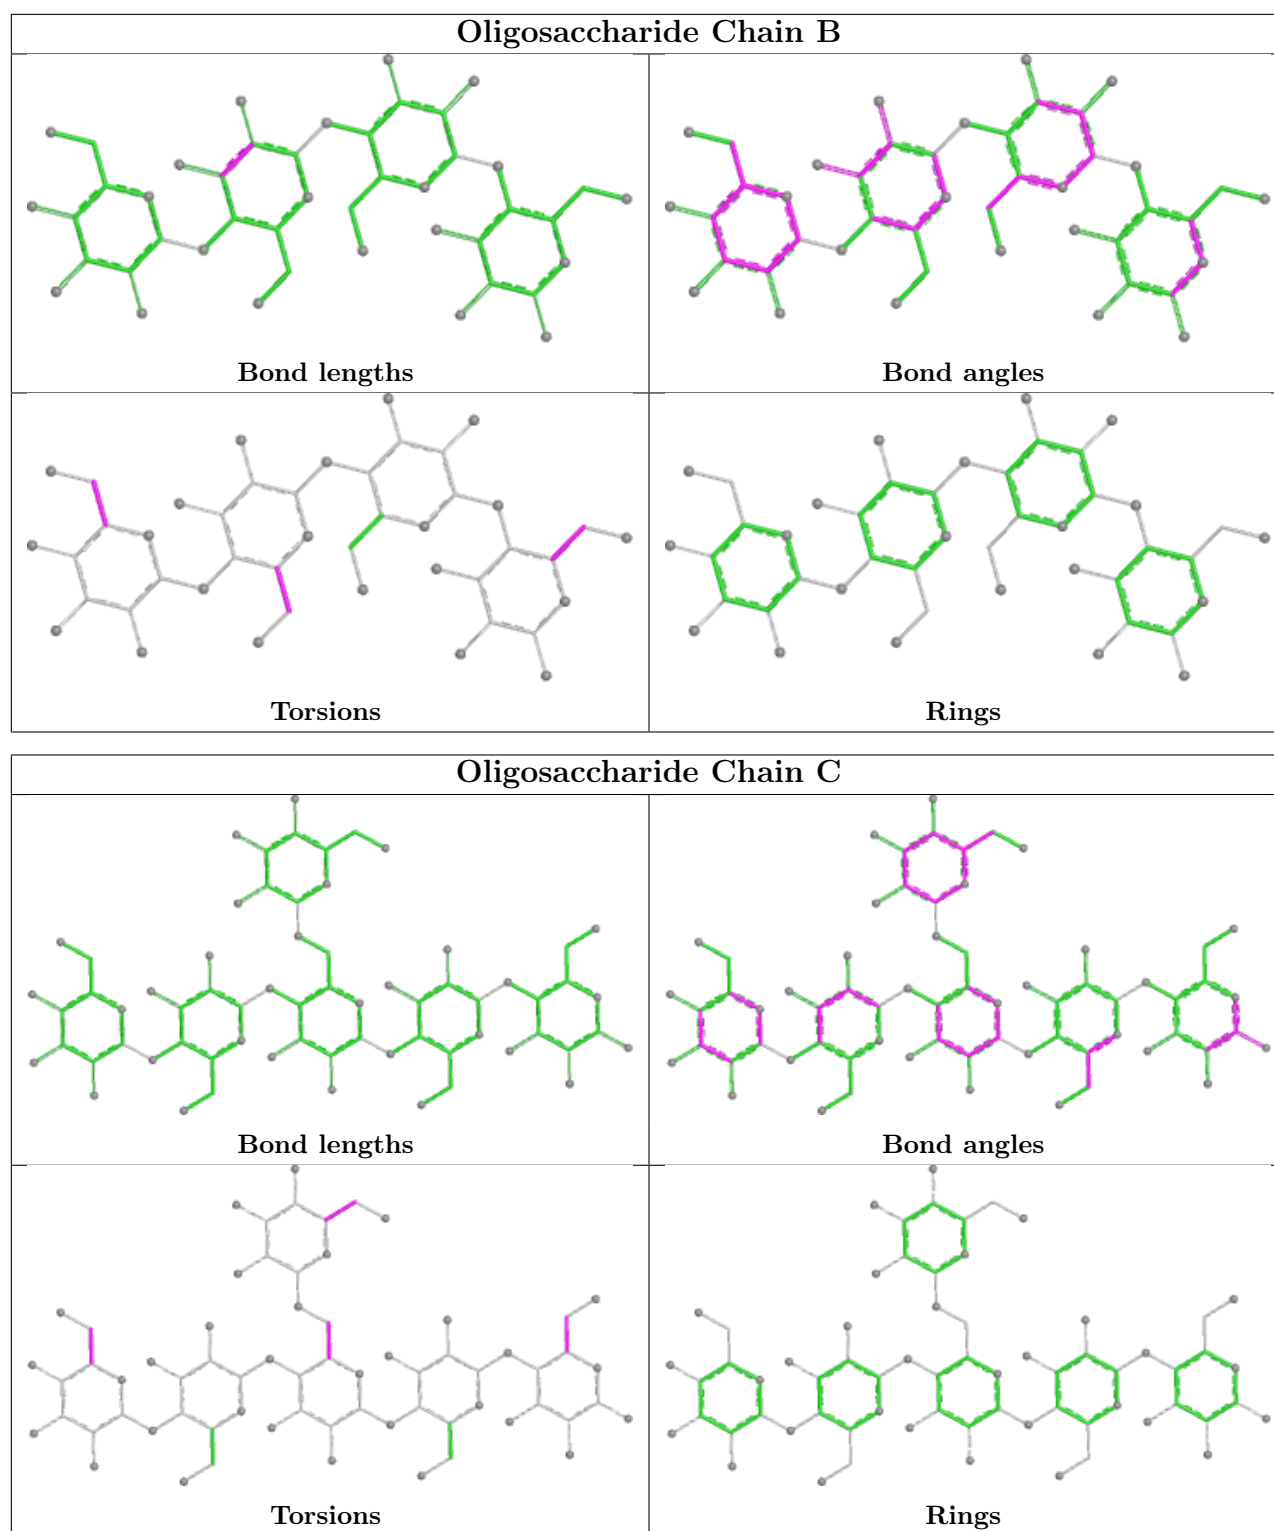 Oligosaccharide Chain B
Bond lengths
Bond angles
Torsions
Rings
Oligosaccharide Chain C
Bond lengths
Bond angles
Torsions
Rings